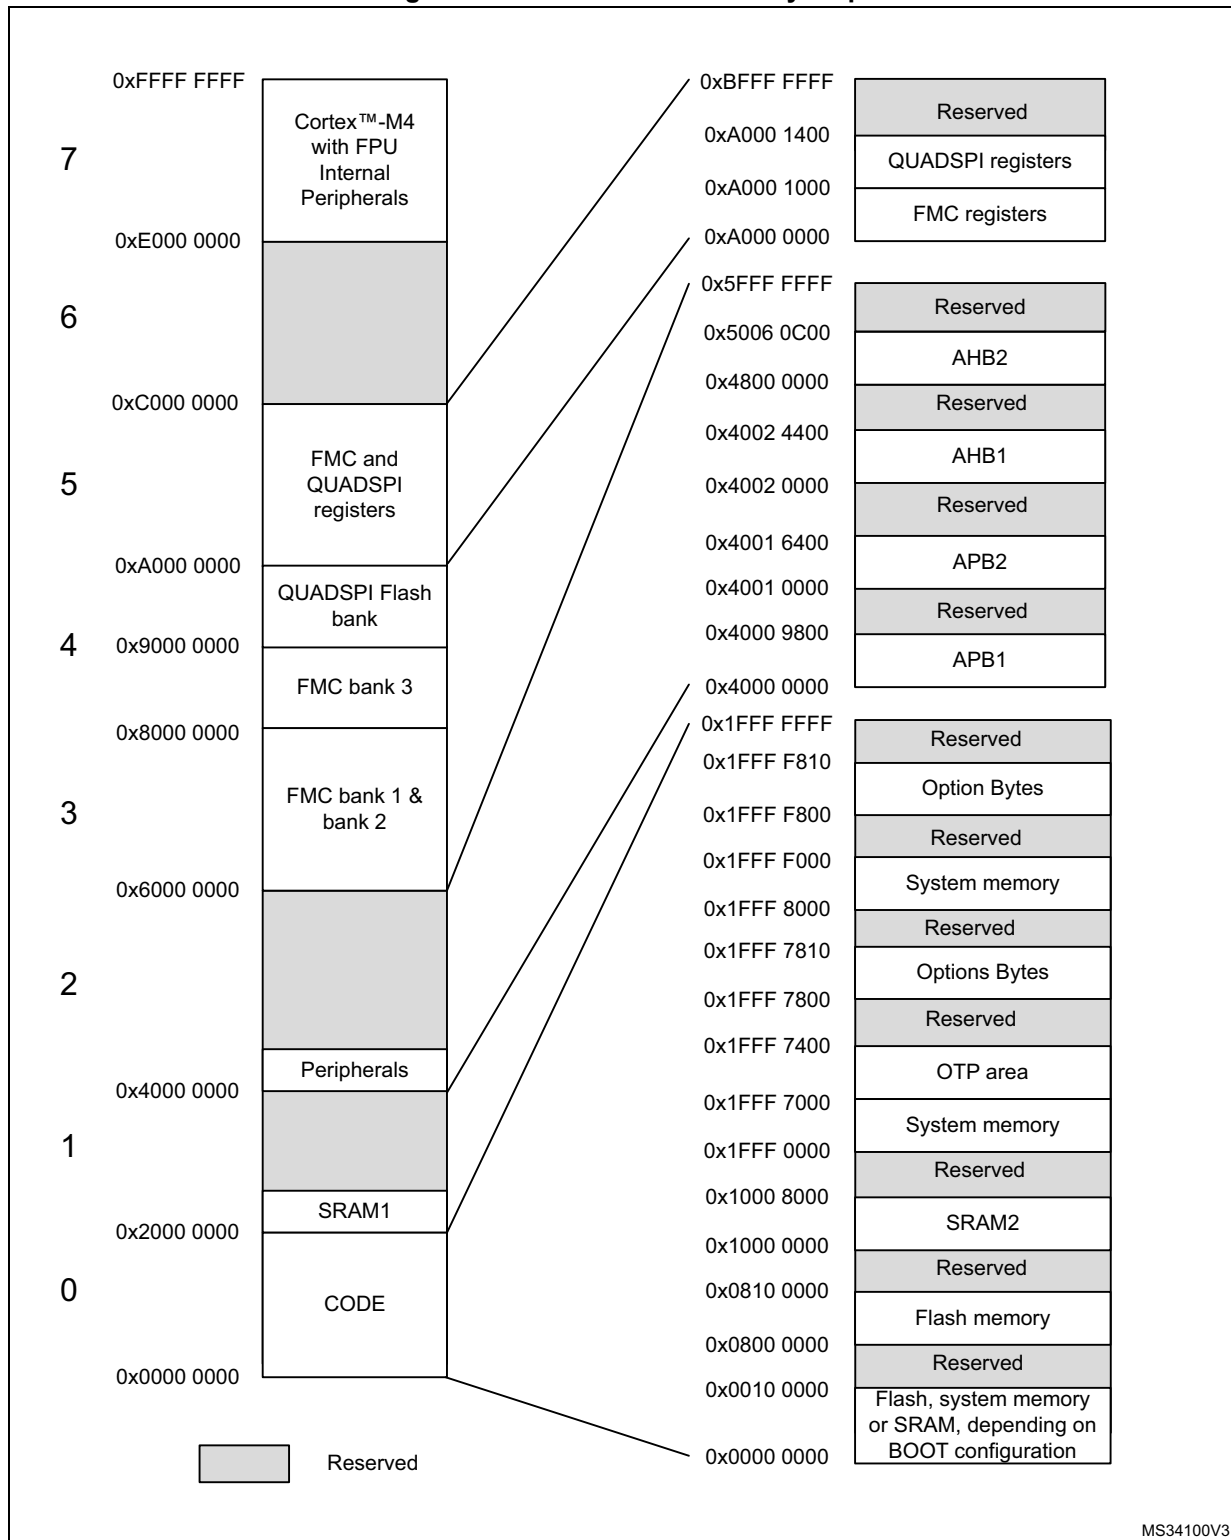 0xFFFF FFFF
7
Cortex™-M4
with FPU
Internal
Peripherals
0xE000 0000
6
0xC000 0000
5
FMC and
QUADSPI
registers
0xA000 0000
QUADSPI Flash
bank
4
0x9000 0000
FMC bank 3
0x8000 0000
3
FMC bank 1 &
bank 2
0x6000 0000
2
Peripherals
0x4000 0000
1
SRAM1
0x2000 0000
0
CODE
0x0000 0000
Reserved
0xBFFF FFFF
Reserved
0xA000 1400
QUADSPI registers
0xA000 1000
FMC registers
0xA000 0000
0x5FFF FFFF
Reserved
0x5006 0C00
AHB2
0x4800 0000
Reserved
0x4002 4400
AHB1
0x4002 0000
Reserved
0x4001 6400
APB2
0x4001 0000
Reserved
0x4000 9800
APB1
0x4000 0000
0x1FFF FFFF
Reserved
0x1FFF F810
Option Bytes
0x1FFF F800
Reserved
0x1FFF F000
System memory
0x1FFF 8000
Reserved
0x1FFF 7810
Options Bytes
0x1FFF 7800
Reserved
0x1FFF 7400
OTP area
0x1FFF 7000
System memory
0x1FFF 0000
Reserved
0x1000 8000
SRAM2
0x1000 0000
Reserved
0x0810 0000
Flash memory
0x0800 0000
Reserved
0x0010 0000
Flash, system memory
or SRAM, depending on
BOOT configuration
0x0000 0000
MS34100V3